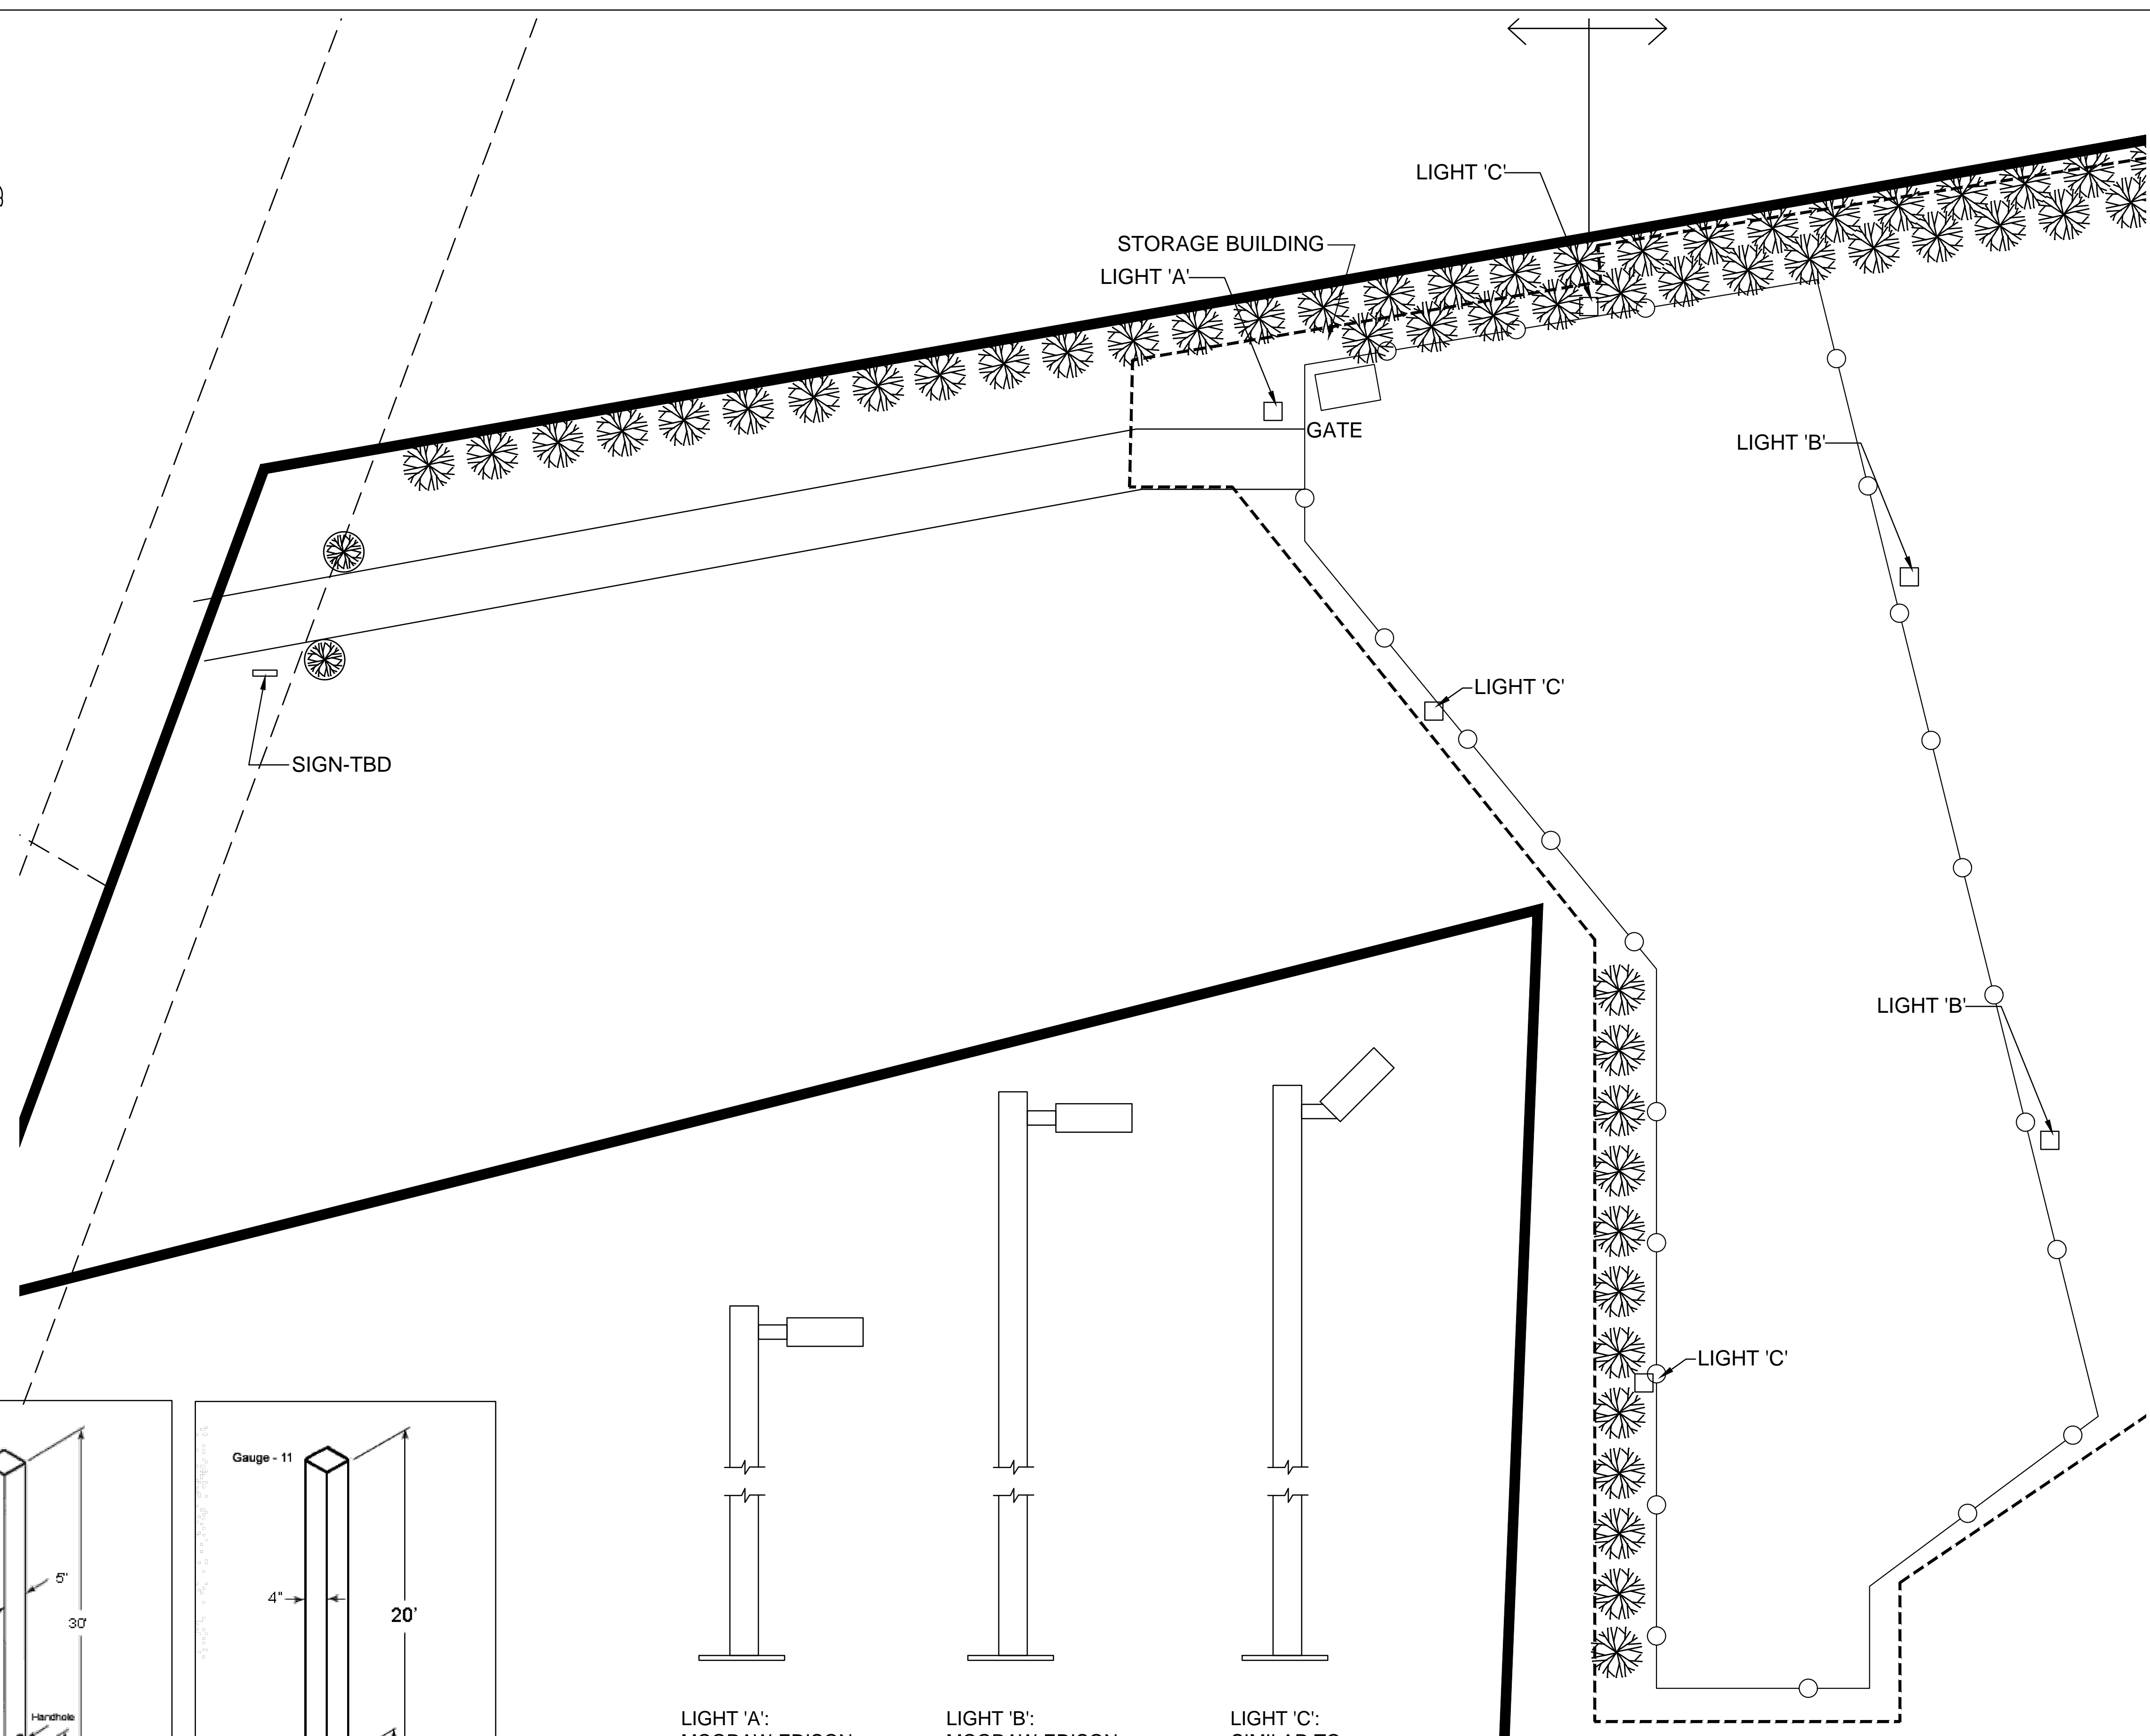 LIGHT 'C'
STORAGE BUILDING
LIGHT 'A'
GATE
LIGHT 'B'
LIGHT 'C'
SIGN-TBD
LIGHT 'B'
LIGHT 'C'
Gauge - 11
5"
30'
4"
20'
Handhole
LIGHT 'A':
LIGHT 'B':
LIGHT 'C':